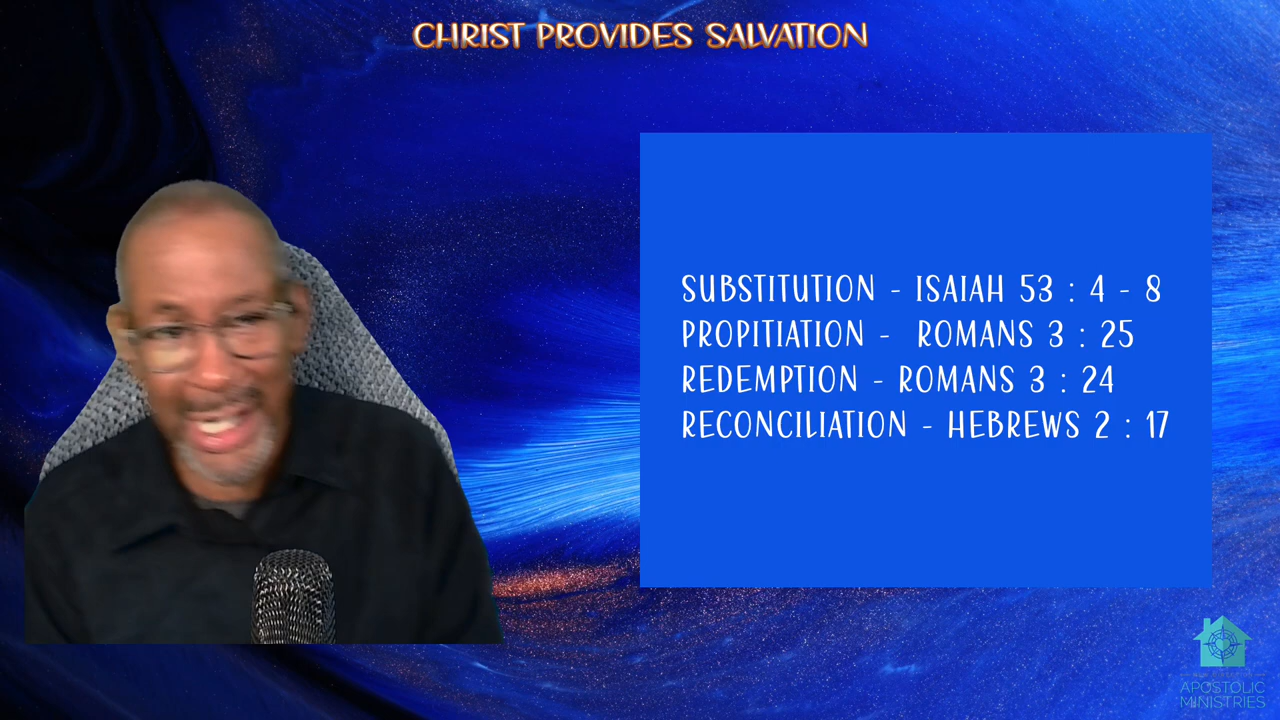 CHRIST PROVIDES SALVATION
SUBSTITUTION - ISAIAH 53 : 4 - 8
PROPITIATION - ROMANS 3 : 25
REDEMPTION - ROMANS 3 : 24
RECONCILIATION - HEBREWS 2 : 17
APOSTOLIC
MINISTRIES